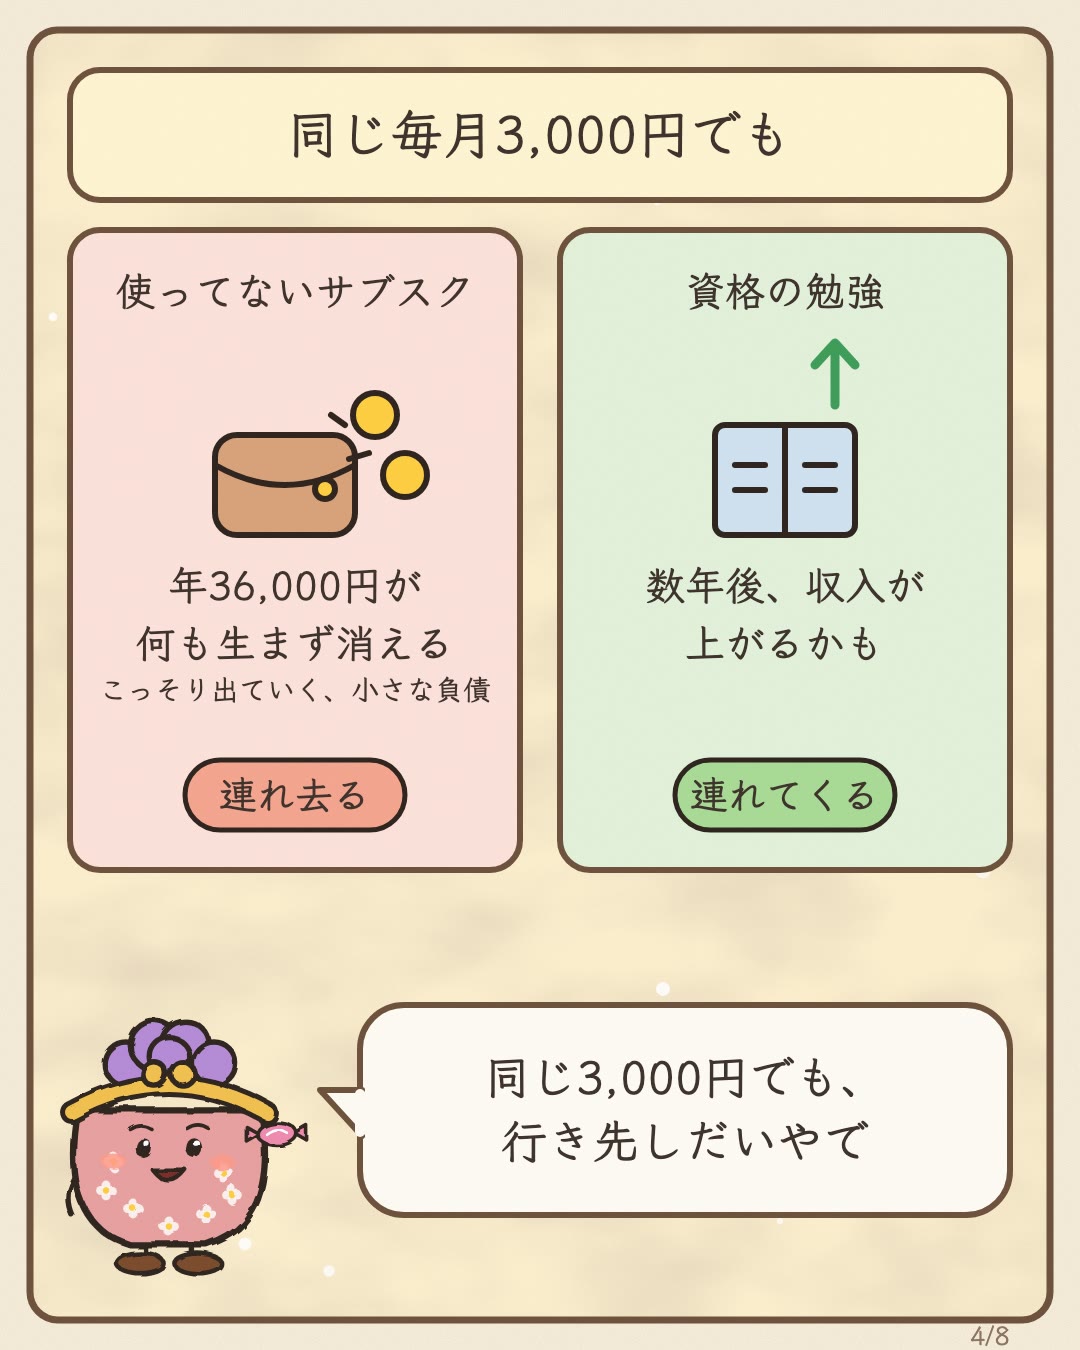 同じ毎月3,000円でも
使ってないサブスク
年36,000円が
何も生まず消える
こっそり出ていく、小さな負債
連れ去る
資格の勉強
数年後、収入が
上がるかも
連れてくる
同じ3,000円でも、
行き先しだいやで
4/8